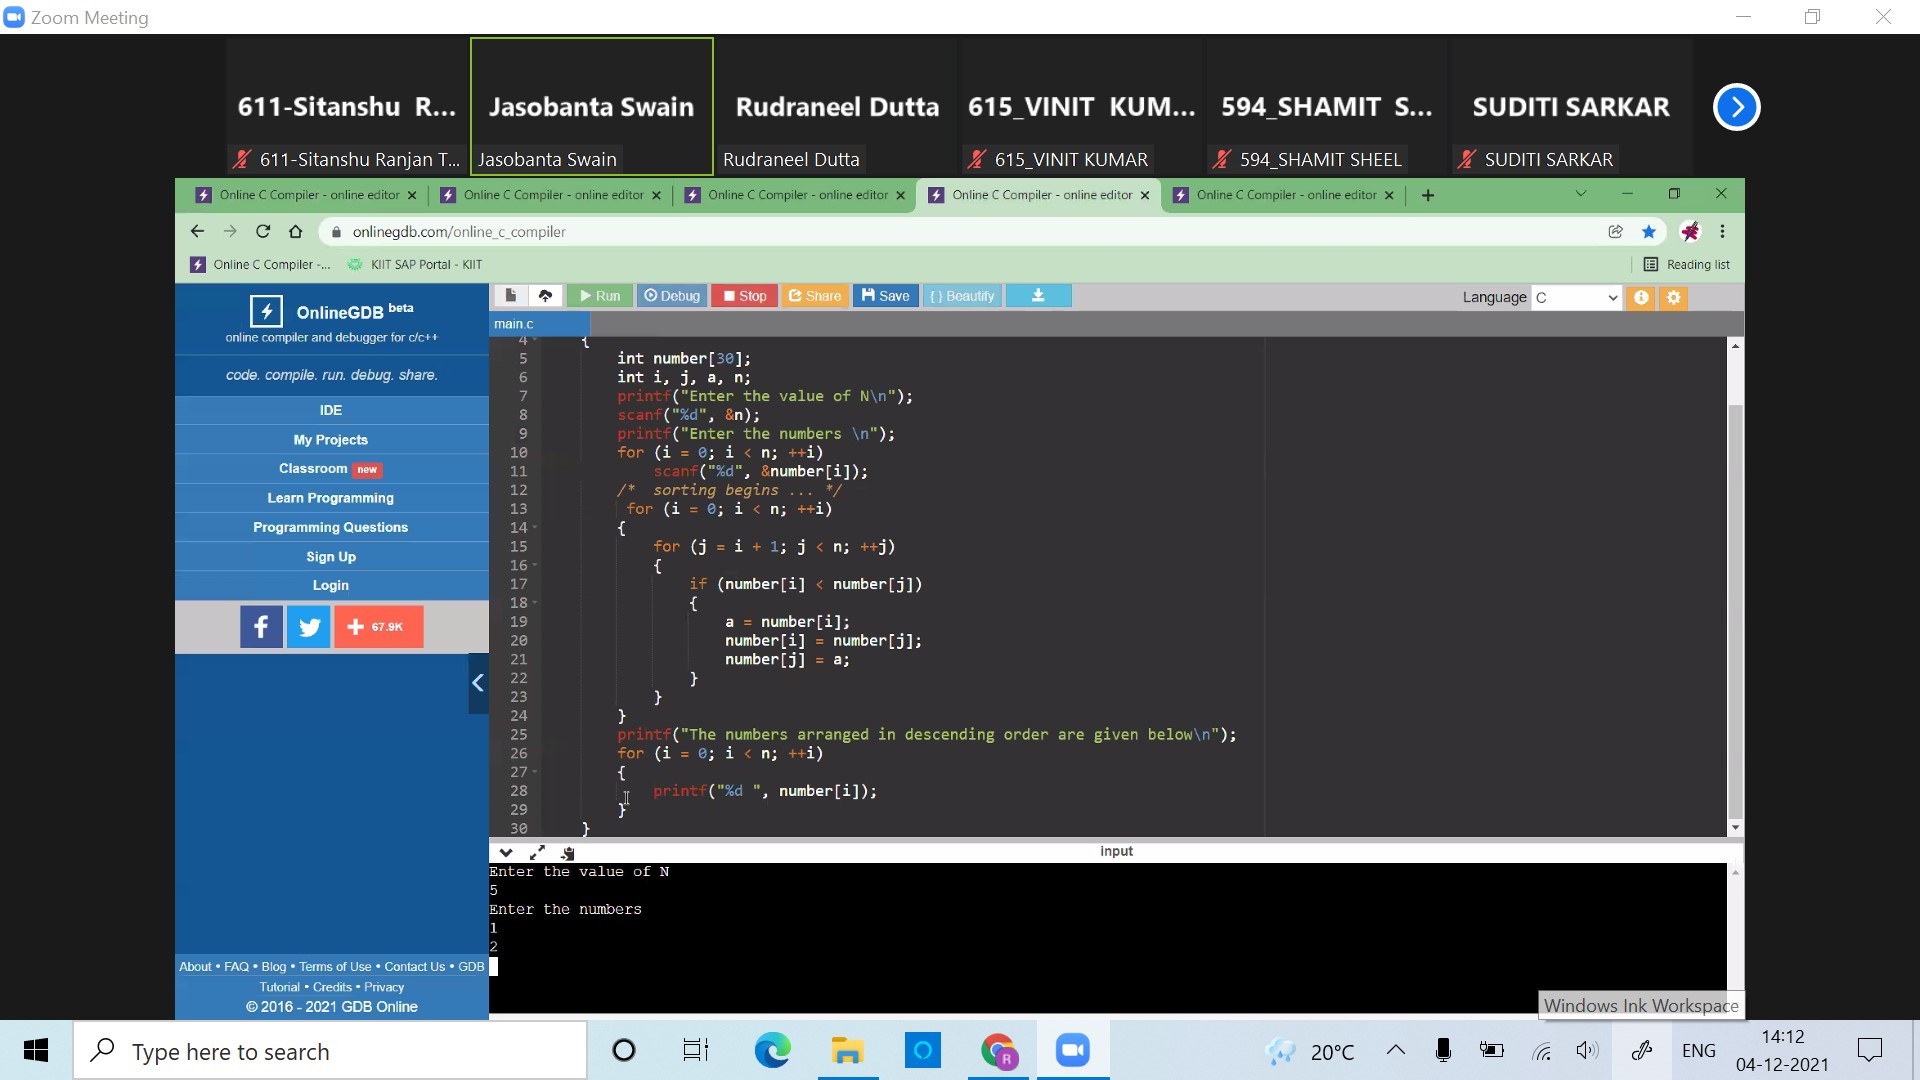 Zoom Meeting
611-Sitanshu R...
Jasobanta Swain
Rudraneel Dutta
615_VINIT KUM...
594_SHAMIT S...
SUDITI SARKAR
611-Sitanshu Ranjan T...
Jasobanta Swain
Rudraneel Dutta
615_VINIT KUMAR
594_SHAMIT SHEEL
SUDITI SARKAR
Online C Compiler - online editor
Online C Compiler - online editor
Online C Compiler - online editor
Online C Compiler - online editor
Online C Compiler - online editor
onlinegdb.com/online_c_compiler
Online C Compiler -...
KIIT SAP Portal - KIIT
Reading list
OnlineGDB beta
online compiler and debugger for c/c++
code. compile. run. debug. share.
IDE
My Projects
Classroom new
Learn Programming
Programming Questions
Sign Up
Login
f
67.9K
About • FAQ • Blog • Terms of Use • Contact Us • GDB
Tutorial • Credits • Privacy
© 2016 - 2021 GDB Online
Run
Debug
Stop
Share
Save
{ } Beautify
Language C
main.c
4 {
5 int number[30];
6 int i, j, a, n;
7 printf("Enter the value of N\n");
8 scanf("%d", &n);
9 printf("Enter the numbers \n");
10 for (i = 0; i < n; ++i)
11 scanf("%d", &number[i]);
12 /* sorting begins ... */
13 for (i = 0; i < n; ++i)
14 {
15 for (j = i + 1; j < n; ++j)
16 {
17 if (number[i] < number[j])
18 {
19 a = number[i];
20 number[i] = number[j];
21 number[j] = a;
22 }
23 }
24 }
25 printf("The numbers arranged in descending order are given below\n");
26 for (i = 0; i < n; ++i)
27 {
28 printf("%d ", number[i]);
29 }
30 }
input
Enter the value of N
5
Enter the numbers
1
2
Windows Ink Workspace
Type here to search
R
20°C
ENG
14:12
04-12-2021